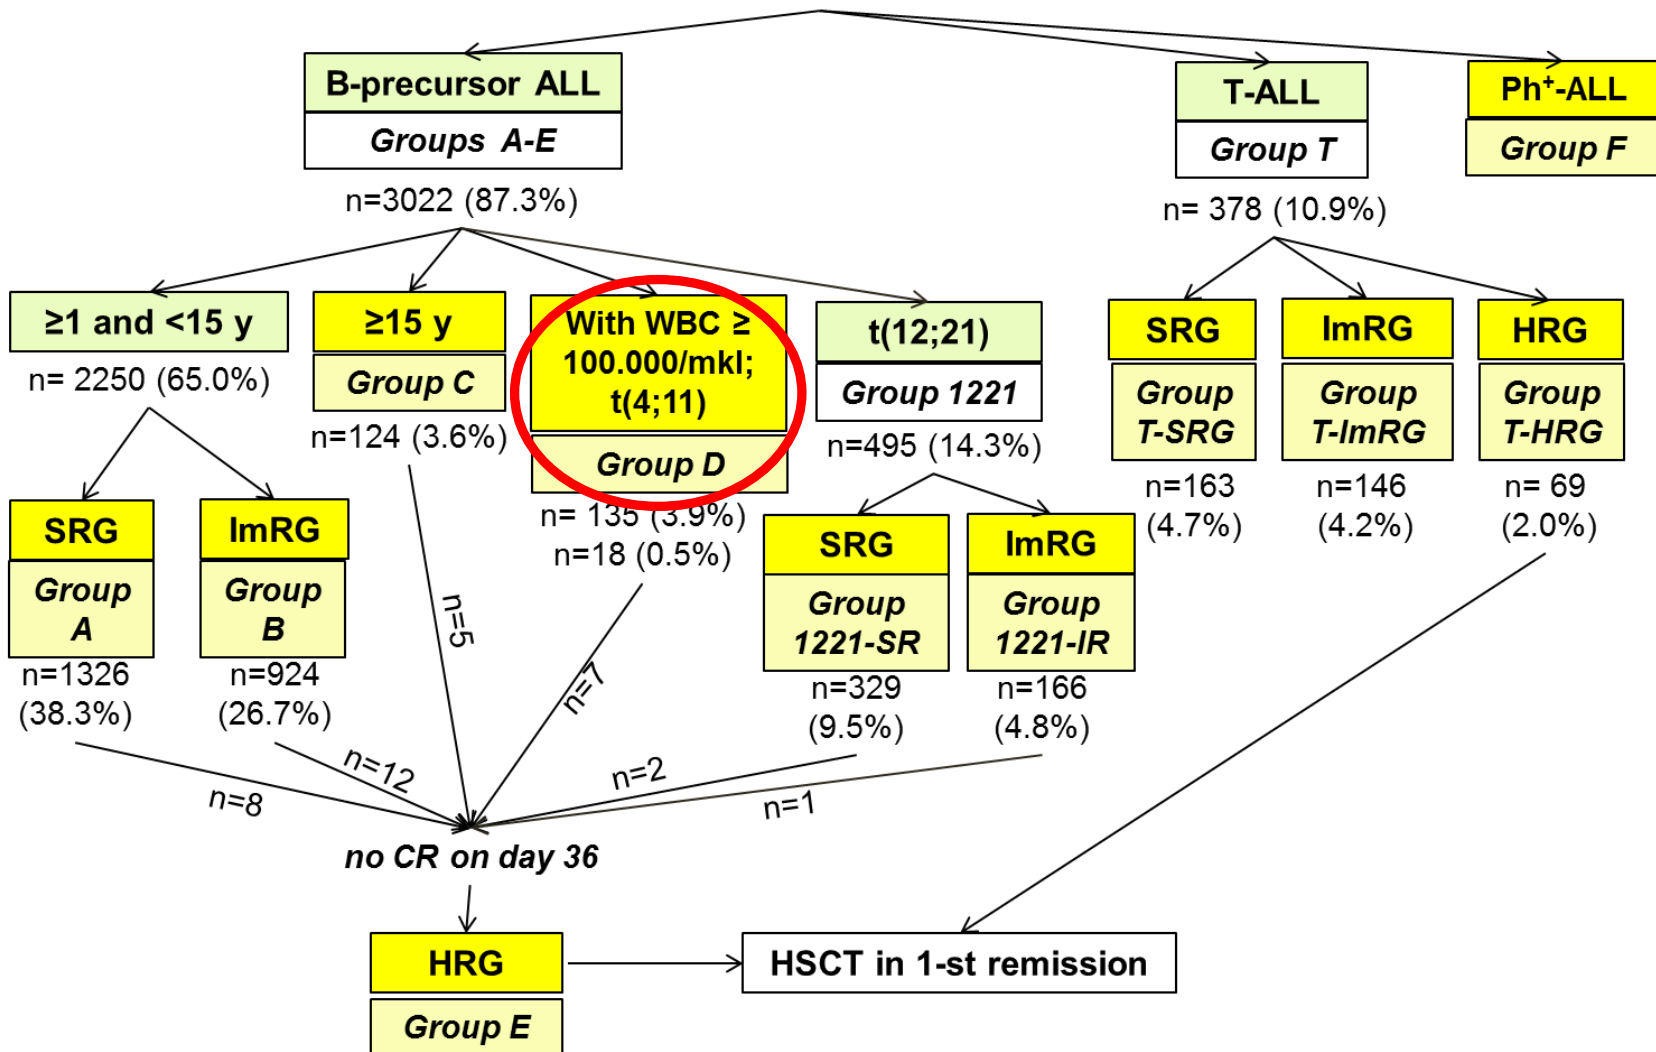 B-precursor ALL
Groups A-E
n=3022 (87.3%)
T-ALL
Group T
n= 378 (10.9%)
Ph⁺-ALL
Group F
≥1 and <15 y
n= 2250 (65.0%)
≥15 y
Group C
n=124 (3.6%)
With WBC ≥
100.000/mkl;
t(4;11)
Group D
n= 135 (3.9%)
n=18 (0.5%)
t(12;21)
Group 1221
n=495 (14.3%)
SRG
Group
T-SRG
n=163
(4.7%)
ImRG
Group
T-ImRG
n=146
(4.2%)
HRG
Group
T-HRG
n= 69
(2.0%)
SRG
Group
A
n=1326
(38.3%)
ImRG
Group
B
n=924
(26.7%)
SRG
Group
1221-SR
n=329
(9.5%)
ImRG
Group
1221-IR
n=166
(4.8%)
n=8
n=12
n=5
n=7
n=2
n=1
no CR on day 36
HRG
Group E
HSCT in 1-st remission